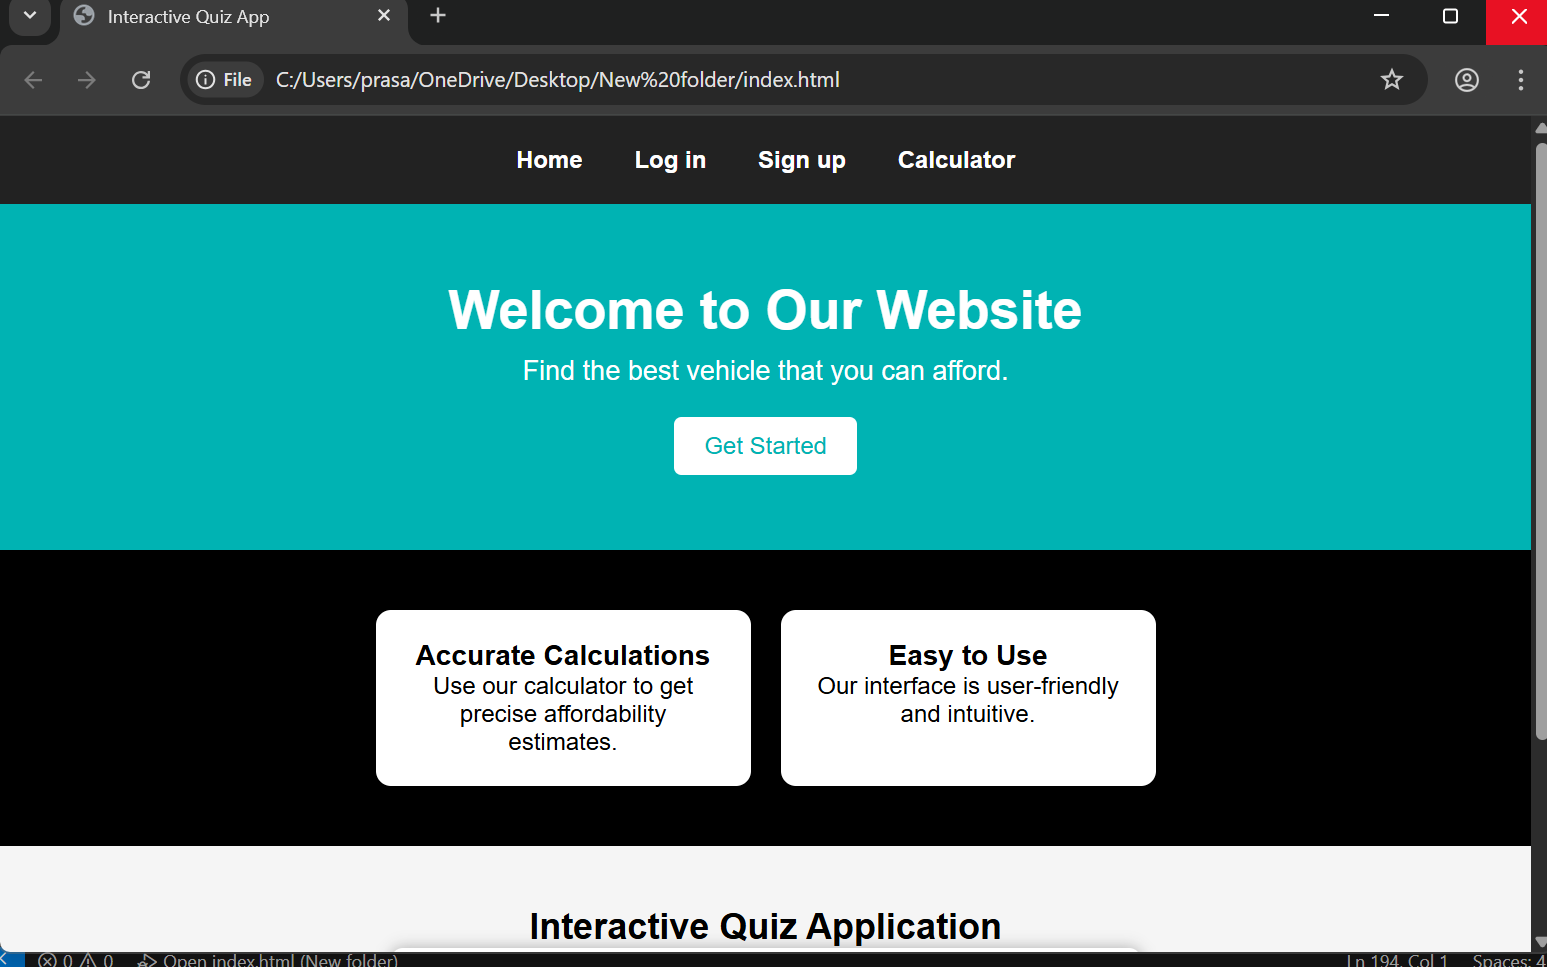 Interactive Quiz App
File C:/Users/prasa/OneDrive/Desktop/New%20folder/index.html
Home Log in Sign up Calculator
Welcome to Our Website
Find the best vehicle that you can afford.
Get Started
Accurate Calculations
Use our calculator to get
precise affordability
estimates.
Easy to Use
Our interface is user-friendly
and intuitive.
Interactive Quiz Application
0 0 Open index.html (New folder) Ln 194, Col 1 Spaces: 4